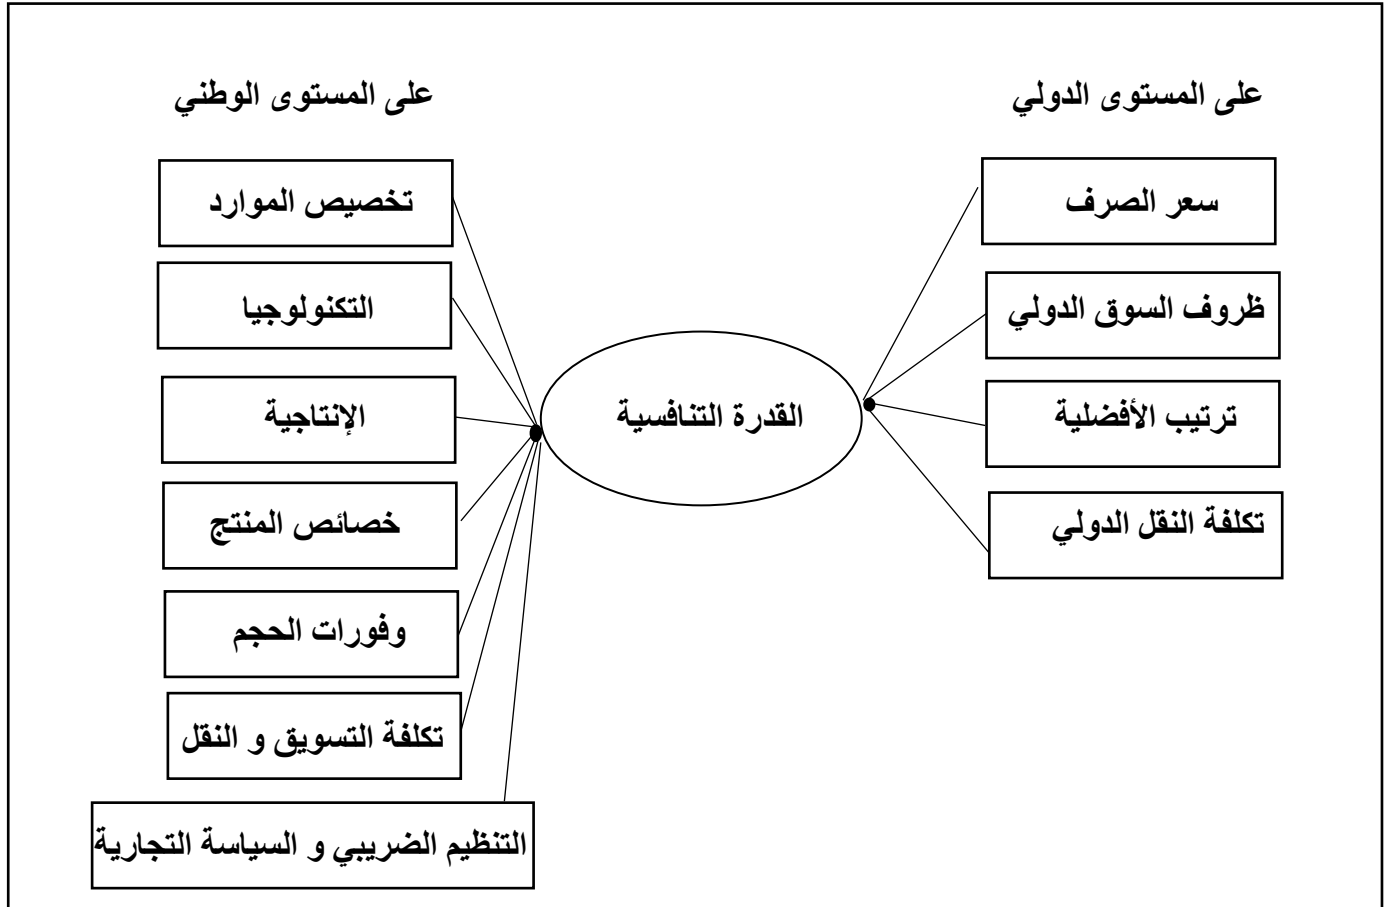 على المستوى الدولي
على المستوى الوطني
سعر الصرف
تخصيص الموارد
ظروف السوق الدولي
التكنولوجيا
ترتيب الأفضلية
القدرة التنافسية
الإنتاجية
تكلفة النقل الدولي
خصائص المنتج
وفورات الحجم
تكلفة التسويق و النقل
التنظيم الضريبي و السياسة التجارية